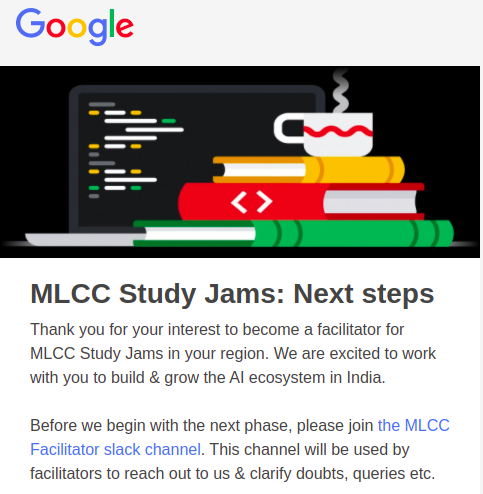 Google
< >
MLCC Study Jams: Next steps
Thank you for your interest to become a facilitator for
MLCC Study Jams in your region. We are excited to work
with you to build & grow the AI ecosystem in India.
Before we begin with the next phase, please join the MLCC
Facilitator slack channel. This channel will be used by
facilitators to reach out to us & clarify doubts, queries etc.